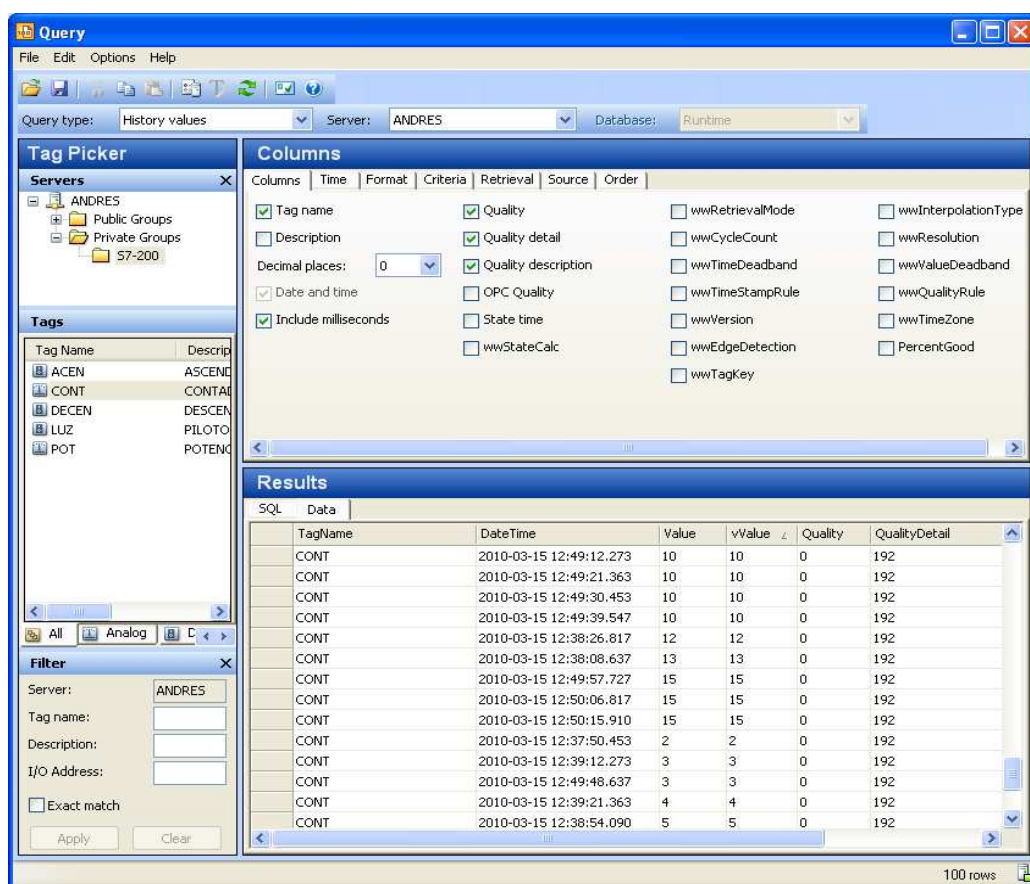 Query
File Edit Options Help
Query type: History values Server: ANDRES Database: Runtime
Tag Picker
Servers
ANDRES
Public Groups
Private Groups
S7-200
Tags
Tag Name Descrip
ACEN ASCEND
CONT CONTAD
DECEN DESCEN
LUZ PILOTO
POT POTENC
All Analog D
Filter
Server: ANDRES
Tag name:
Description:
I/O Address:
Exact match
Apply Clear
Columns
Columns Time Format Criteria Retrieval Source Order
Tag name Quality wwRetrievalMode wwInterpolationType
Description Quality detail wwCycleCount wwResolution
Decimal places: 0 Quality description wwTimeDeadband wwValueDeadband
Date and time OPC Quality wwTimeStampRule wwQualityRule
Include milliseconds State time wwVersion wwTimeZone
wwStateCalc wwEdgeDetection PercentGood
wwTagKey
Results
SQL Data
TagName DateTime Value vValue Quality QualityDetail
CONT 2010-03-15 12:49:12.273 10 10 0 192
CONT 2010-03-15 12:49:21.363 10 10 0 192
CONT 2010-03-15 12:49:30.453 10 10 0 192
CONT 2010-03-15 12:49:39.547 10 10 0 192
CONT 2010-03-15 12:38:26.817 12 12 0 192
CONT 2010-03-15 12:38:08.637 13 13 0 192
CONT 2010-03-15 12:49:57.727 15 15 0 192
CONT 2010-03-15 12:50:06.817 15 15 0 192
CONT 2010-03-15 12:50:15.910 15 15 0 192
CONT 2010-03-15 12:37:50.453 2 2 0 192
CONT 2010-03-15 12:39:12.273 3 3 0 192
CONT 2010-03-15 12:49:48.637 3 3 0 192
CONT 2010-03-15 12:39:21.363 4 4 0 192
CONT 2010-03-15 12:38:54.090 5 5 0 192
100 rows